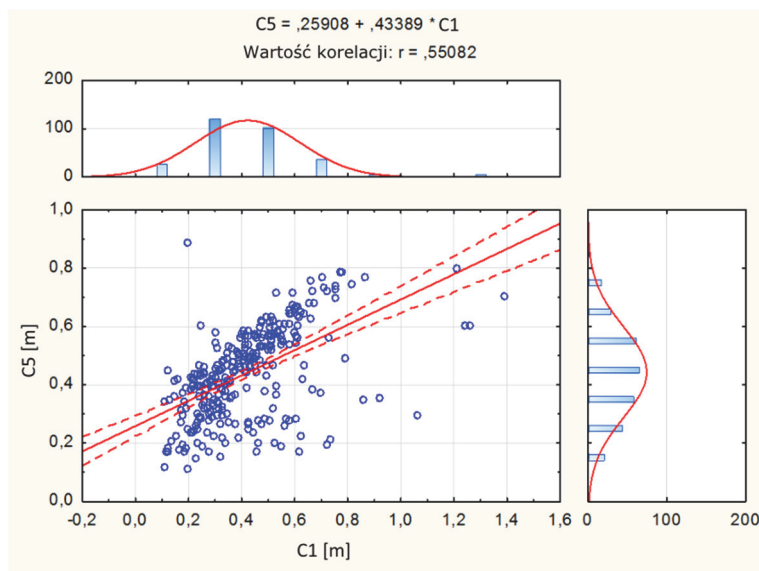 C5 = ,25908 + ,43389 * C1
Wartość korelacji: r = ,55082
200
100
0
1,0
0,8
0,6
0,4
0,2
0,0
C5 [m]
-0,2 0,0 0,2 0,4 0,6 0,8 1,0 1,2 1,4 1,6
C1 [m]
0 100 200